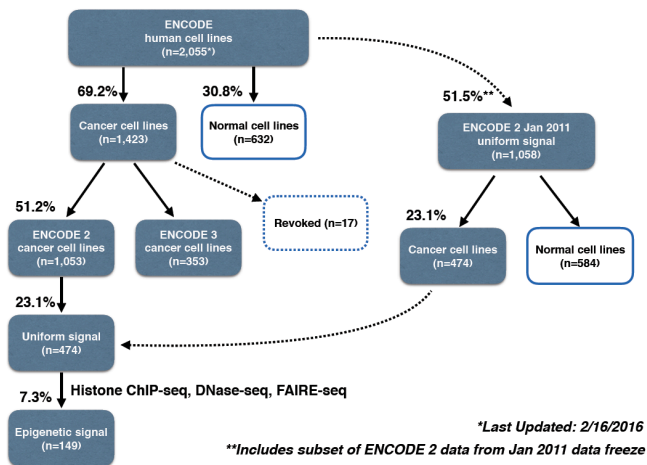 ENCODE
human cell lines
(n=2,055*)
69.2%
30.8%
51.5%**
Cancer cell lines
(n=1,423)
Normal cell lines
(n=632)
ENCODE 2 Jan 2011
uniform signal
(n=1,058)
51.2%
Revoked (n=17)
23.1%
ENCODE 2
cancer cell lines
(n=1,053)
ENCODE 3
cancer cell lines
(n=353)
Cancer cell lines
(n=474)
Normal cell lines
(n=584)
23.1%
Uniform signal
(n=474)
7.3%
Histone ChIP-seq, DNase-seq, FAIRE-seq
Epigenetic signal
(n=149)
*Last Updated: 2/16/2016
**Includes subset of ENCODE 2 data from Jan 2011 data freeze